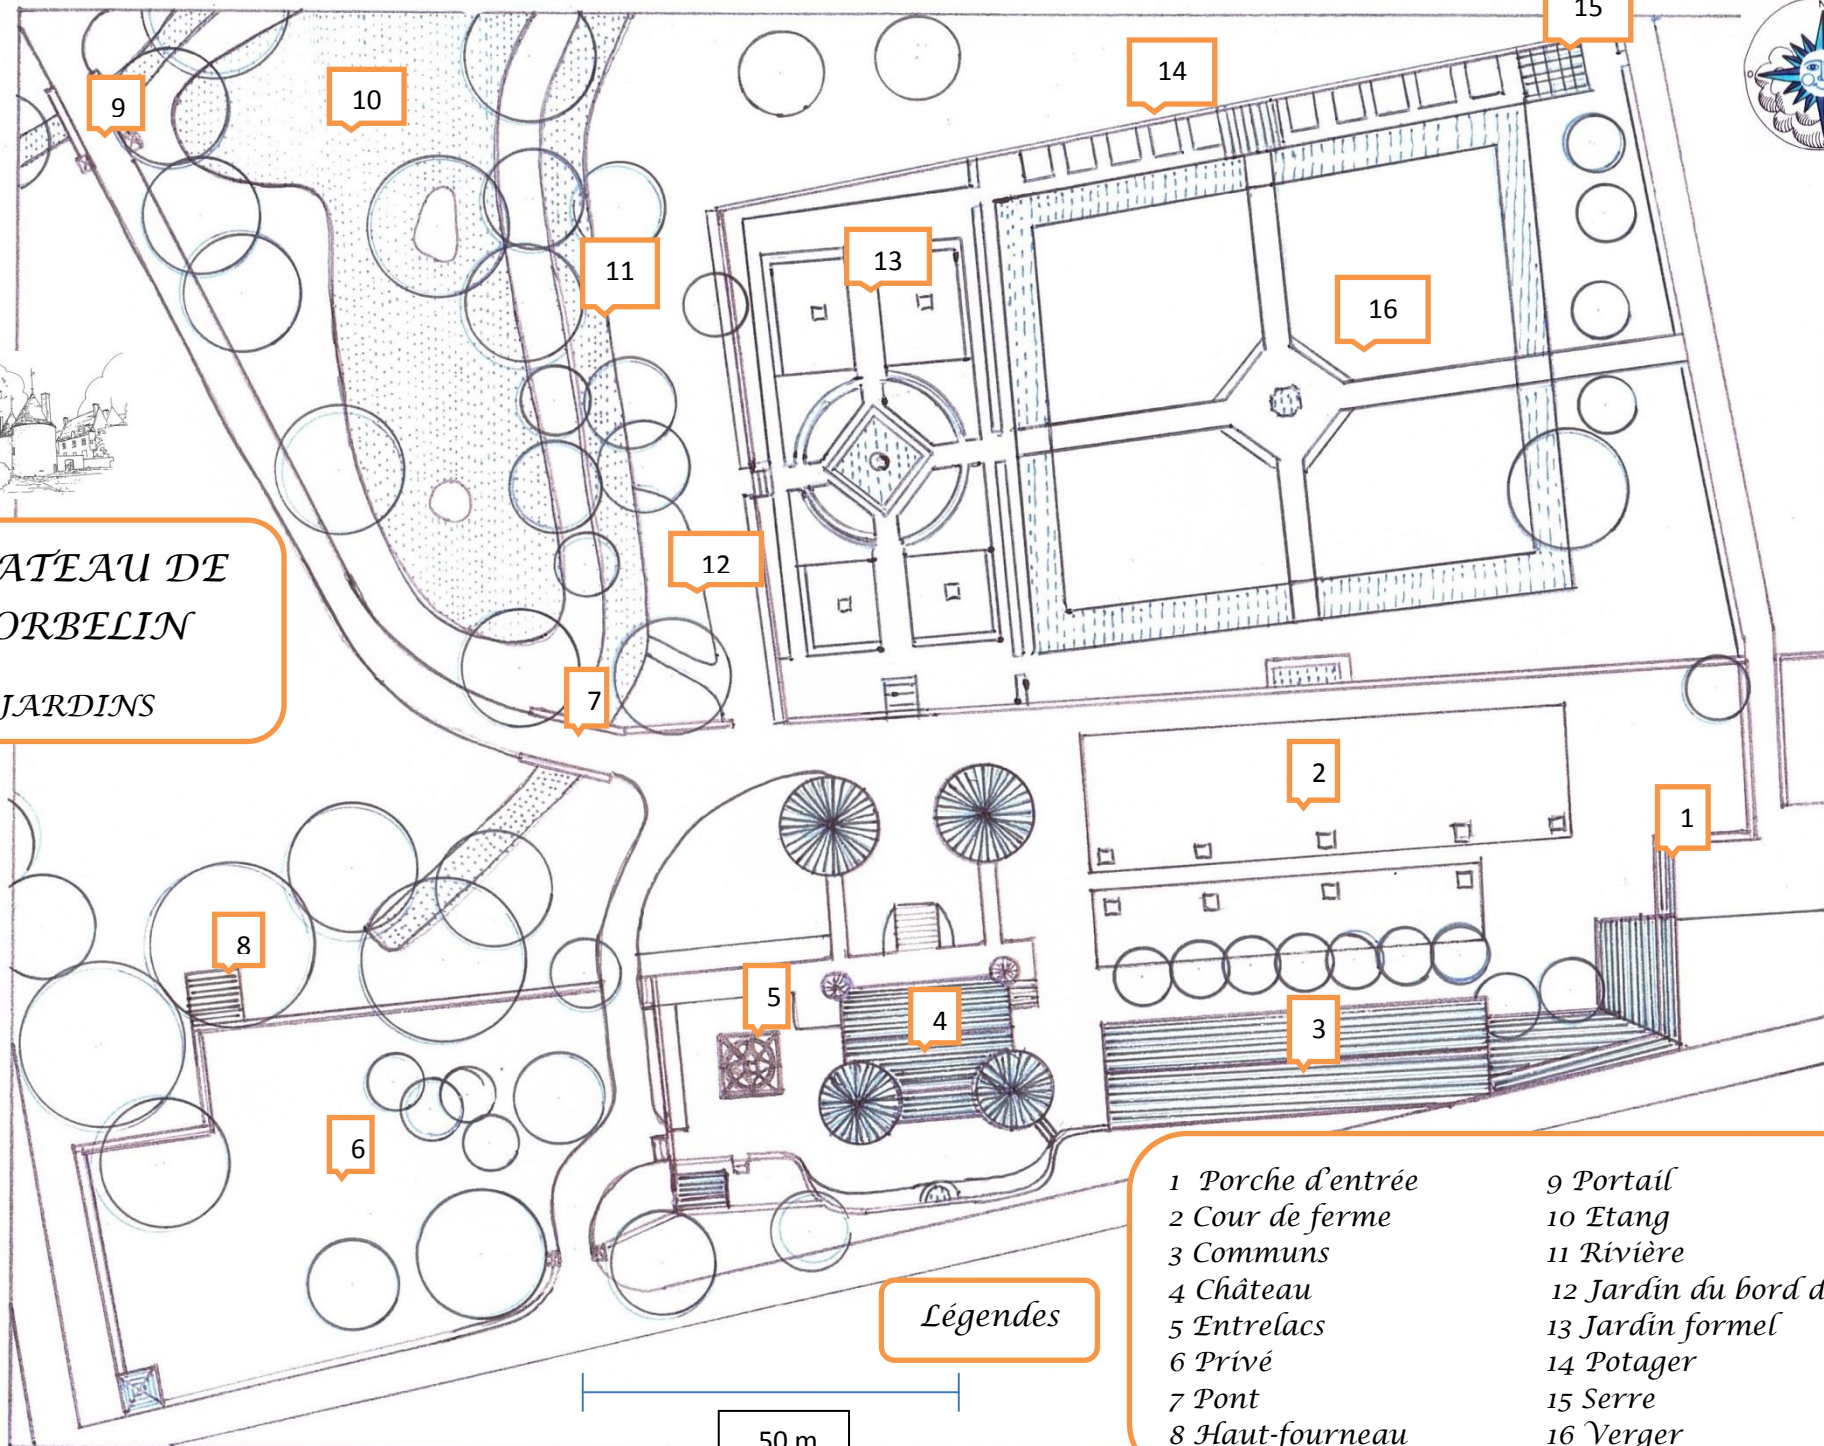 15
14
9
10
13
11
16
12
ATEAU DE
ORBELIN
JARDINS
7
2
1
8
5
4
3
6
Légendes
50 m
1 Porche d'entrée
2 Cour de ferme
3 Communs
4 Château
5 Entrelacs
6 Privé
7 Pont
8 Haut-fourneau
9 Portail
10 Etang
11 Rivière
12 Jardin du bord d
13 Jardin formel
14 Potager
15 Serre
16 Verger